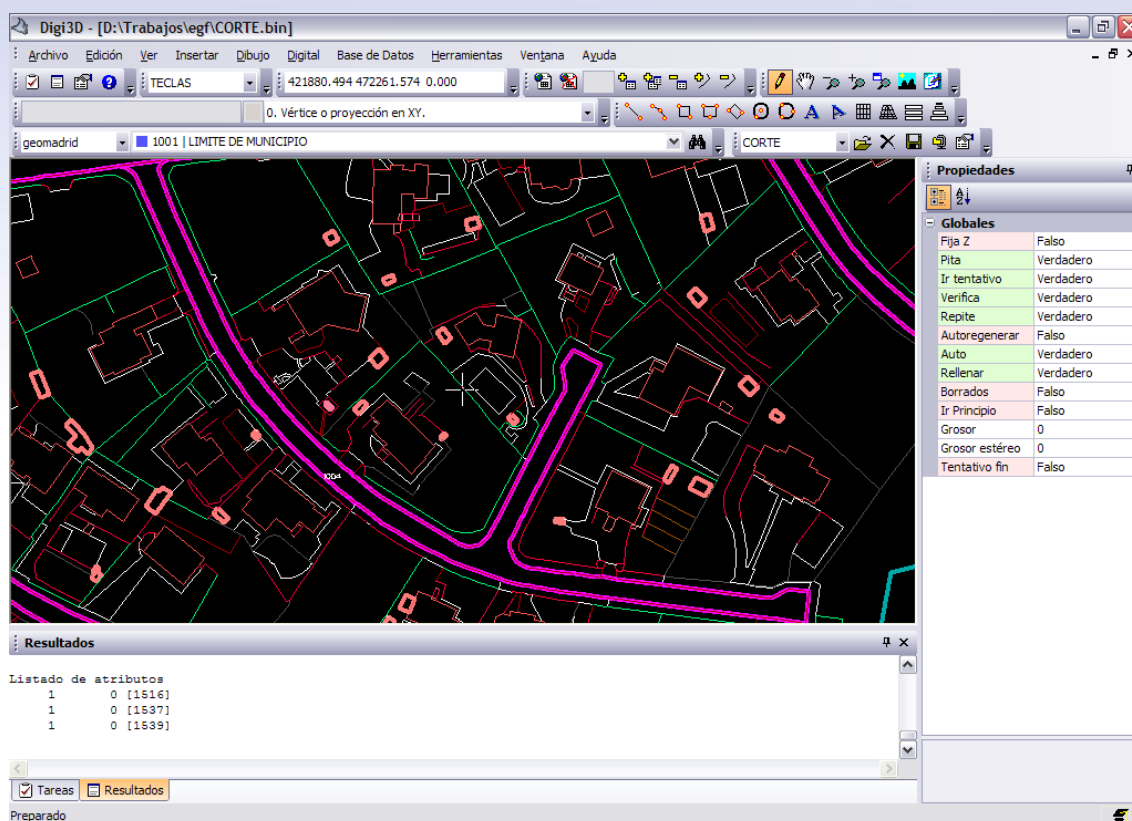 Digi3D - [D:\Trabajos\egf\CORTE.bin]
Archivo Edición Ver Insertar Dibujo Digital Base de Datos Herramientas Ventana Ayuda
TECLAS 421880.494 472261.574 0.000
0. Vértice o proyección en XY.
geomadrid 1001 | LIMITE DE MUNICIPIO CORTE
Propiedades
Globales
Fija Z Falso
Pita Verdadero
Ir tentativo Verdadero
Verifica Verdadero
Repite Verdadero
Autoregenerar Falso
Auto Verdadero
Rellenar Verdadero
Borrados Falso
Ir Principio Falso
Grosor 0
Grosor estéreo 0
Tentativo fin Falso
Resultados
Listado de atributos
1 0 [1516]
1 0 [1537]
1 0 [1539]
Tareas Resultados
Preparado